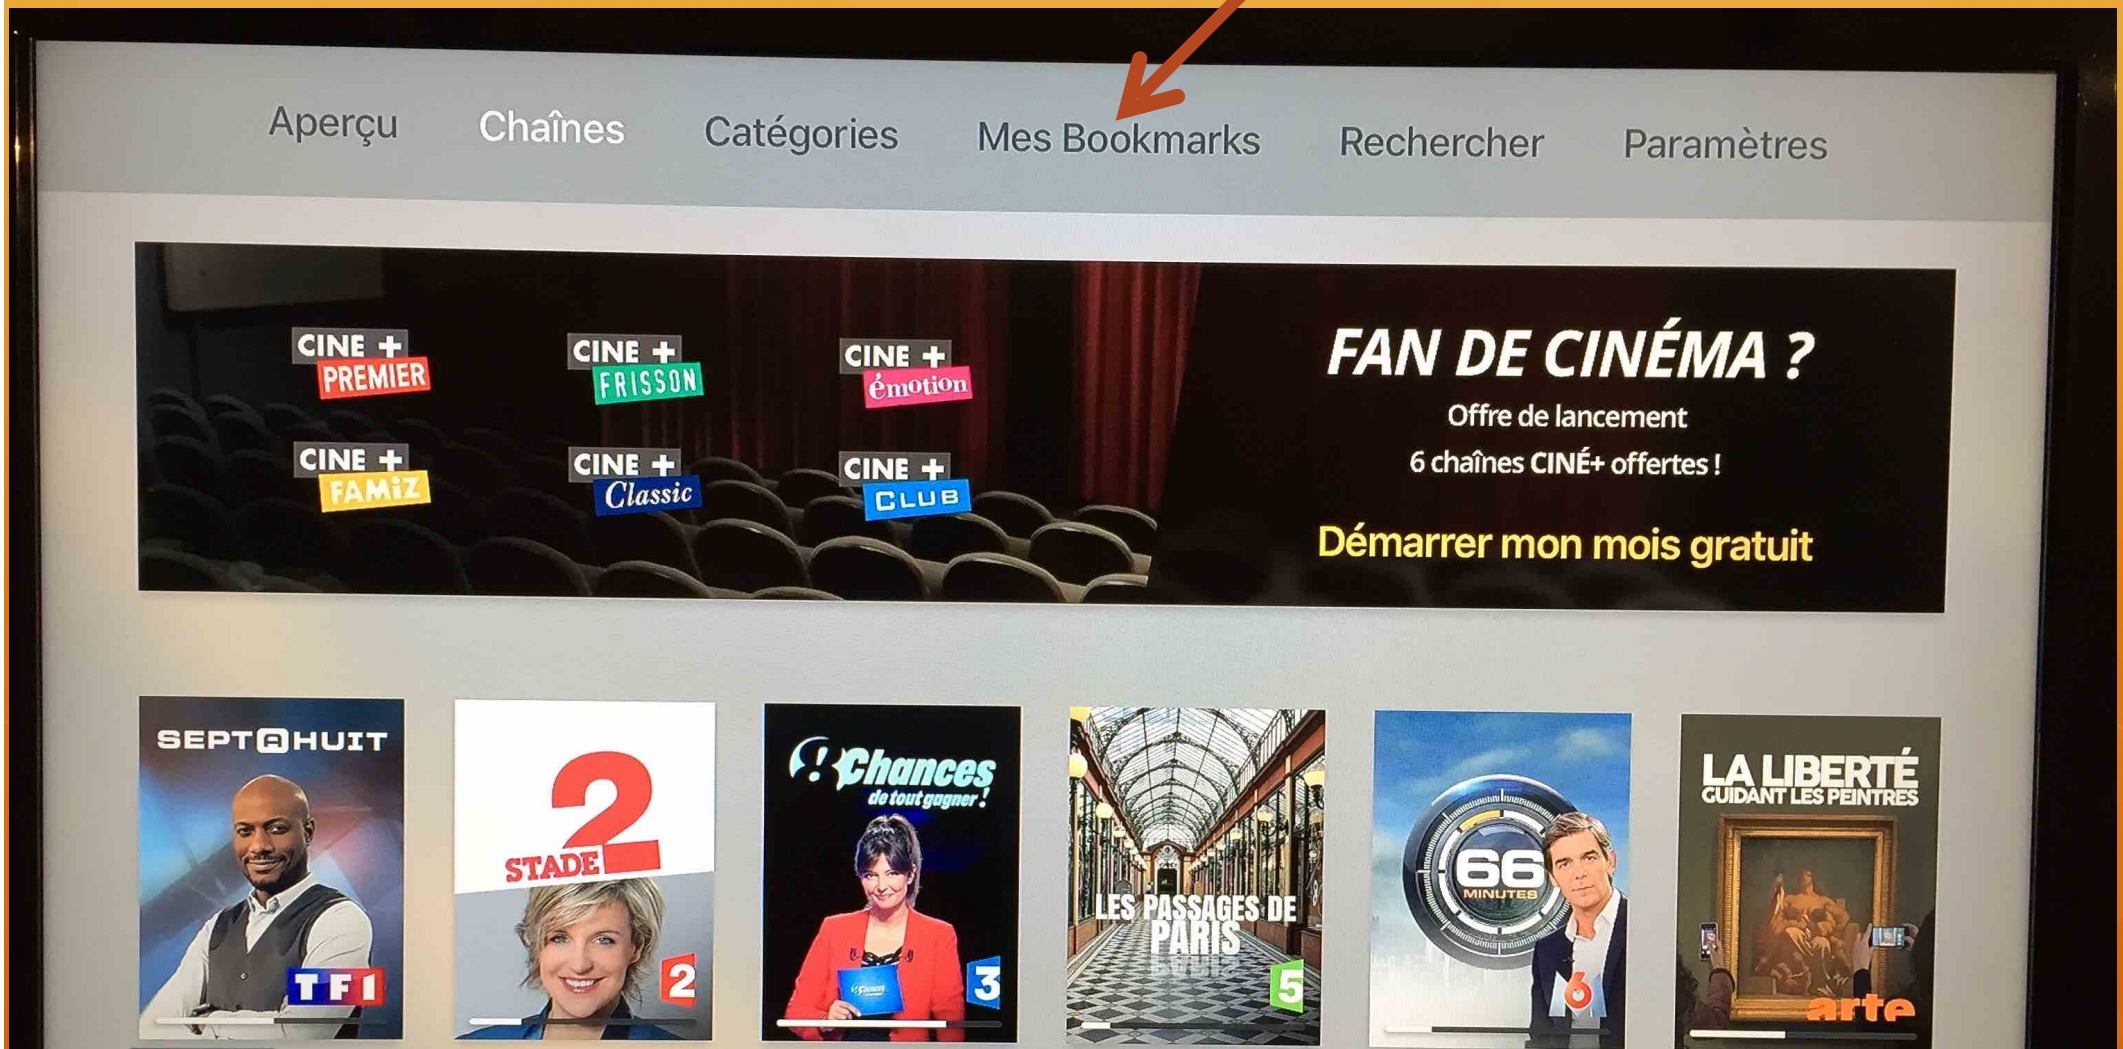 Aperçu Chaînes Catégories Mes Bookmarks Rechercher Paramètres
CINE + PREMIER
CINE + FRISSON
CINE + émotion
CINE + FAMiZ
CINE + Classic
CINE + CLUB
FAN DE CINÉMA ?
Offre de lancement
6 chaînes CINÉ+ offertes !
Démarrer mon mois gratuit
SEPT À HUIT
TF1
STADE 2
2
8 Chances
de tout gagner !
3
LES PASSAGES DE
PARIS
5
66
MINUTES
6
LA LIBERTÉ
GUIDANT LES PEINTRES
arte